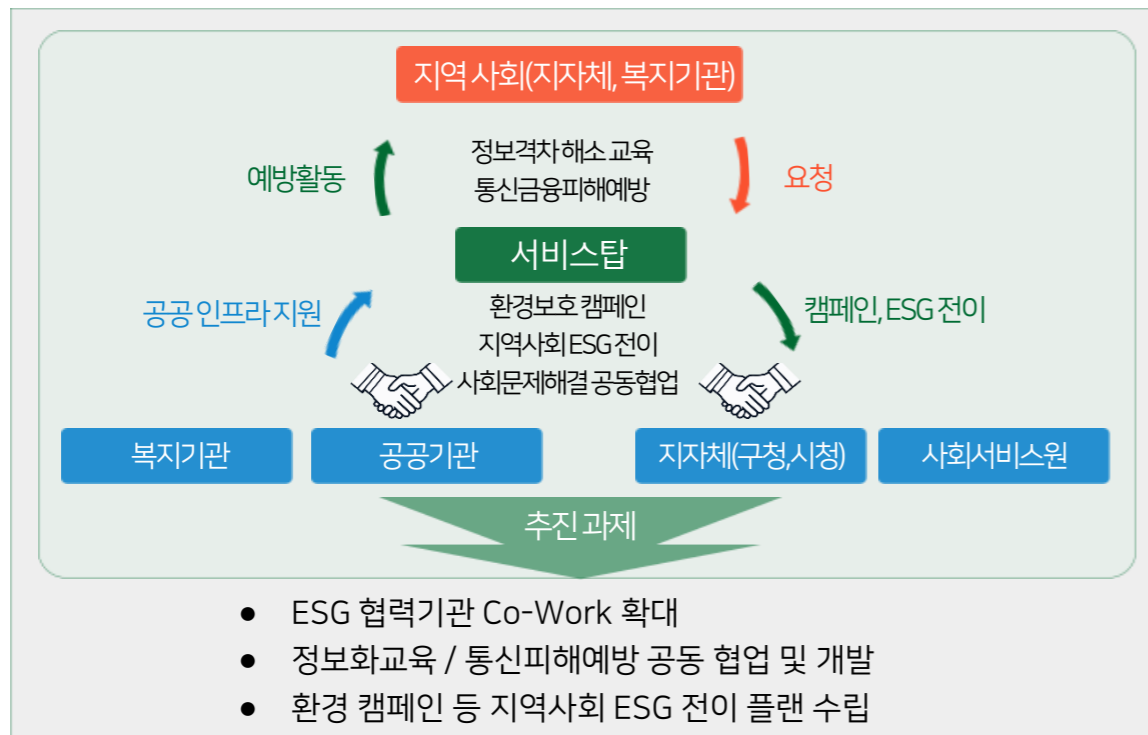 지역 사회(지자체, 복지기관)
정보격차 해소 교육
통신금융피해예방
예방활동
요청
서비스탑
공공 인프라 지원
환경보호 캠페인
지역사회 ESG 전이
사회문제해결 공동협업
캠페인, ESG 전이
복지기관
공공기관
지자체(구청,시청)
사회서비스원
추진 과제
● ESG 협력기관 Co-Work 확대
● 정보화교육 / 통신피해예방 공동 협업 및 개발
● 환경 캠페인 등 지역사회 ESG 전이 플랜 수립